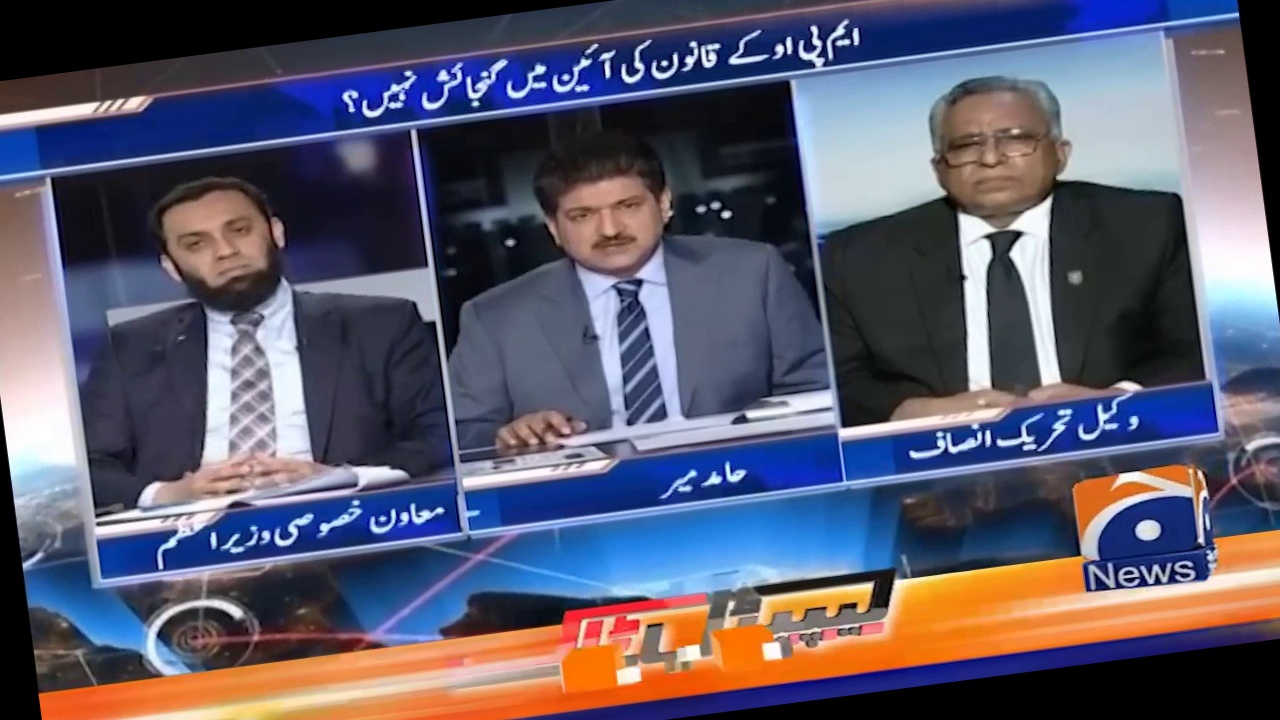 ایم پی او کے قانون کی آئین میں گنجائش نہیں؟
وکیل تحریک انصاف
حامد میر
معاون خصوصی وزیراعظم
News